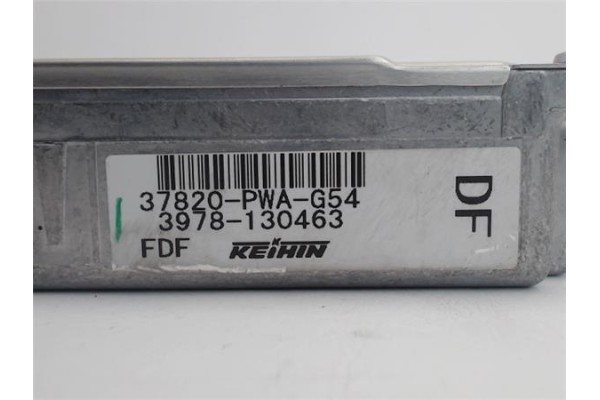 37820-PWA-G54
3978-130463
FDF KEIHIN
DF